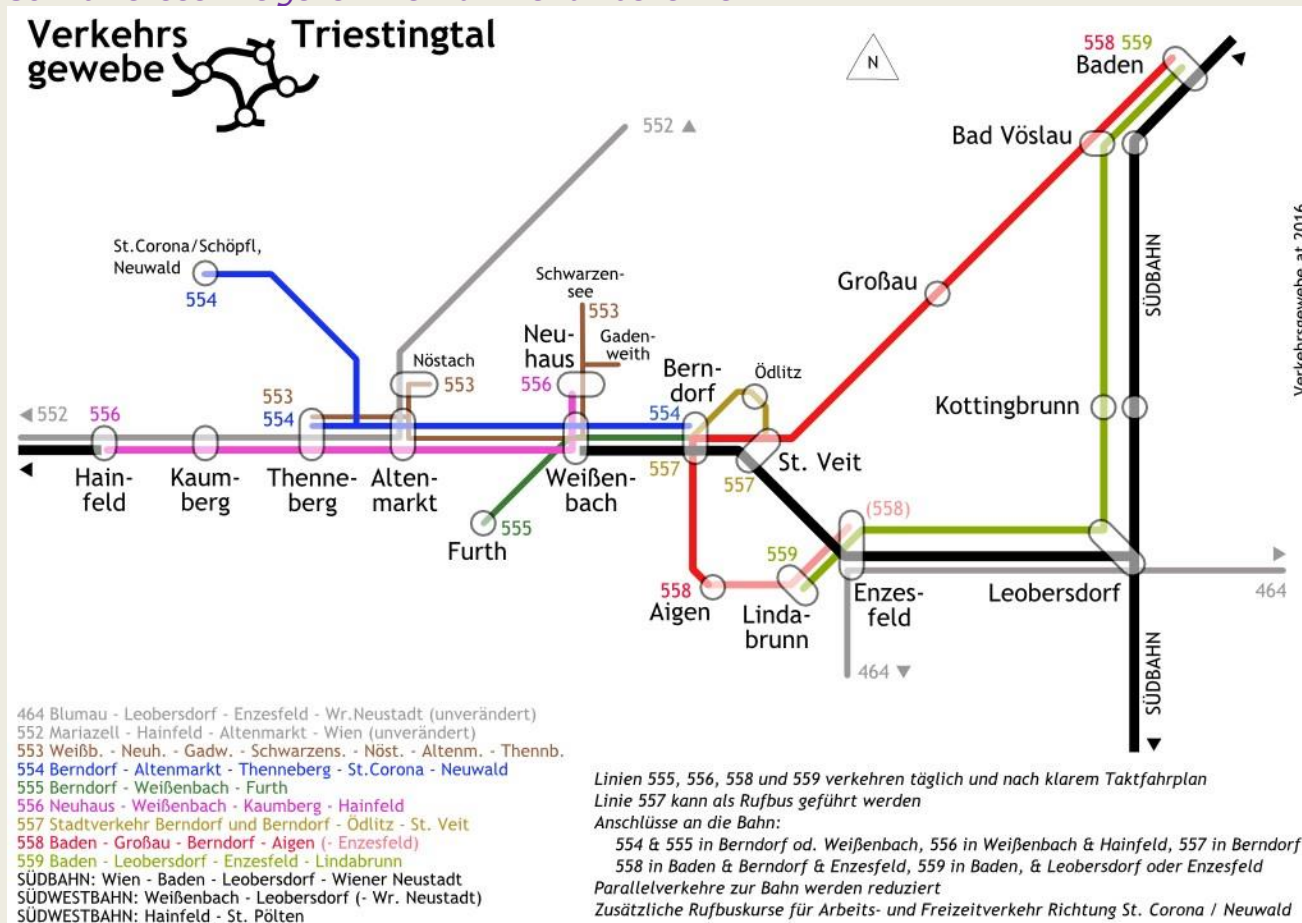 Verkehrs
gewebe
Triestingtal
N
558 559
Baden
552 ▲
Bad Vöslau
Verkehrsgewebe.at 2016
St.Corona/Schöpfl,
Neuwald
554
SÜDBAHN
Schwarzen-
see
553
Großau
Neu-
haus
Gaden-
weith
Nöstach
553
556
Bern-
dorf
Ödlitz
553
554
554
Kottingbrunn
◀ 552
556
557
St. Veit
557
Hain-
feld
Kaum-
berg
Thenne-
berg
Alten-
markt
Weißen-
bach
(558)
555
Furth
559
558
Aigen
Linda-
brunn
Enzes-
feld
Leobersdorf
464
464 ▼
SÜDBAHN
464 Blumau - Leobersdorf - Enzesfeld - Wr.Neustadt (unverändert)
552 Mariazell - Hainfeld - Altenmarkt - Wien (unverändert)
553 Weißb. - Neuh. - Gadw. - Schwarzens. - Nöst. - Altenm. - Thennb.
554 Berndorf - Altenmarkt - Thenneberg - St.Corona - Neuwald
555 Berndorf - Weißenbach - Furth
556 Neuhaus - Weißenbach - Kaumberg - Hainfeld
557 Stadtverkehr Berndorf und Berndorf - Ödlitz - St. Veit
558 Baden - Großau - Berndorf - Aigen (- Enzesfeld)
559 Baden - Leobersdorf - Enzesfeld - Lindabrunn
SÜDBAHN: Wien - Baden - Leobersdorf - Wiener Neustadt
SÜDWESTBAHN: Weißenbach - Leobersdorf (- Wr. Neustadt)
SÜDWESTBAHN: Hainfeld - St. Pölten
Linien 555, 556, 558 und 559 verkehren täglich und nach klarem Taktfahrplan
Linie 557 kann als Rufbus geführt werden
Anschlüsse an die Bahn:
554 & 555 in Berndorf od. Weißenbach, 556 in Weißenbach & Hainfeld, 557 in Berndorf
558 in Baden & Berndorf & Enzesfeld, 559 in Baden, & Leobersdorf oder Enzesfeld
Parallelverkehre zur Bahn werden reduziert
Zusätzliche Rufbuskurse für Arbeits- und Freizeitverkehr Richtung St. Corona / Neuwald